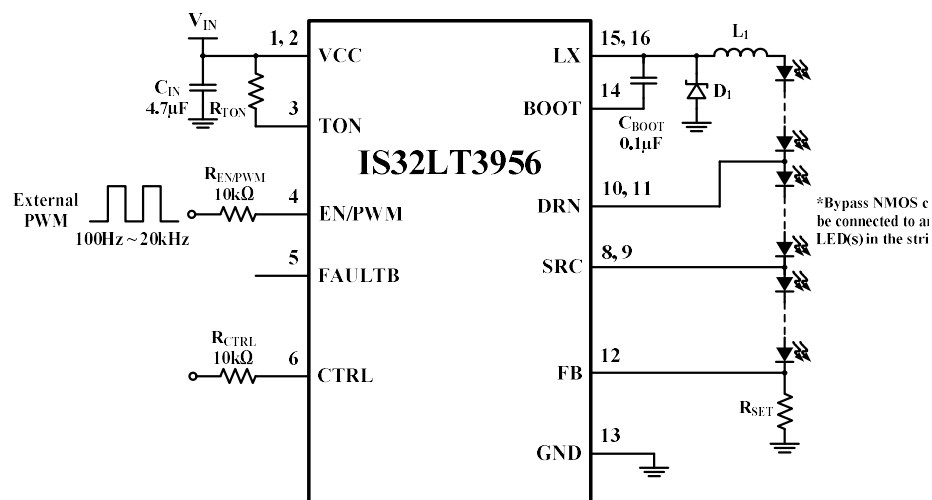 VIN
1, 2
VCC
CIN
4.7µF
RTON
3
TON
IS32LT3956
REN/PWM
10kΩ
External
PWM
100Hz ~ 20kHz
4
EN/PWM
5
FAULTB
RCTRL
10kΩ
6
CTRL
15, 16
LX
L1
14
BOOT
CBOOT
0.1µF
D1
10, 11
DRN
*Bypass NMOS c
be connected to a
LED(s) in the stri
8, 9
SRC
12
FB
RSET
13
GND